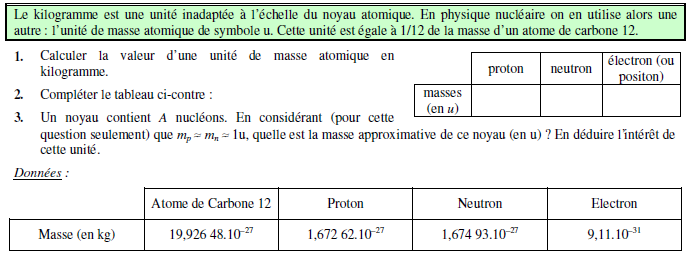 Le kilogramme est une unité inadaptée à l'échelle du noyau atomique. En physique nucléaire on en utilise alors une
autre : l'unité de masse atomique de symbole u. Cette unité est égale à 1/12 de la masse d'un atome de carbone 12.
1. Calculer la valeur d'une unité de masse atomique en
kilogramme.
2. Compléter le tableau ci-contre :
proton neutron électron (ou
positon)
masses
(en u)
3. Un noyau contient A nucléons. En considérant (pour cette
question seulement) que mp ≈ mn ≈ 1u, quelle est la masse approximative de ce noyau (en u) ? En déduire l'intérêt de
cette unité.
Données :
Atome de Carbone 12 Proton Neutron Electron
Masse (en kg) 19,926 48.10⁻²⁷ 1,672 62.10⁻²⁷ 1,674 93.10⁻²⁷ 9,11.10⁻³¹